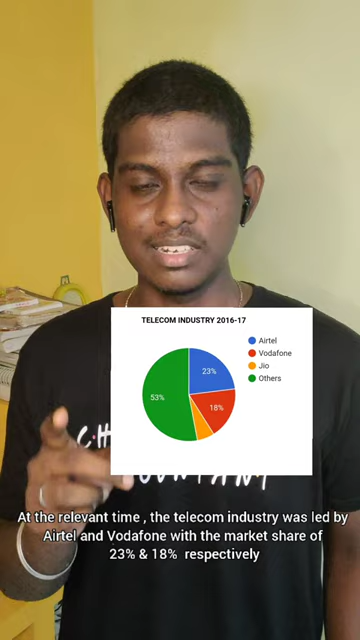 TELECOM INDUSTRY 2016-17
Airtel
Vodafone
Jio
Others
23%
18%
53%
At the relevant time , the telecom industry was led by
Airtel and Vodafone with the market share of
23% & 18% respectively